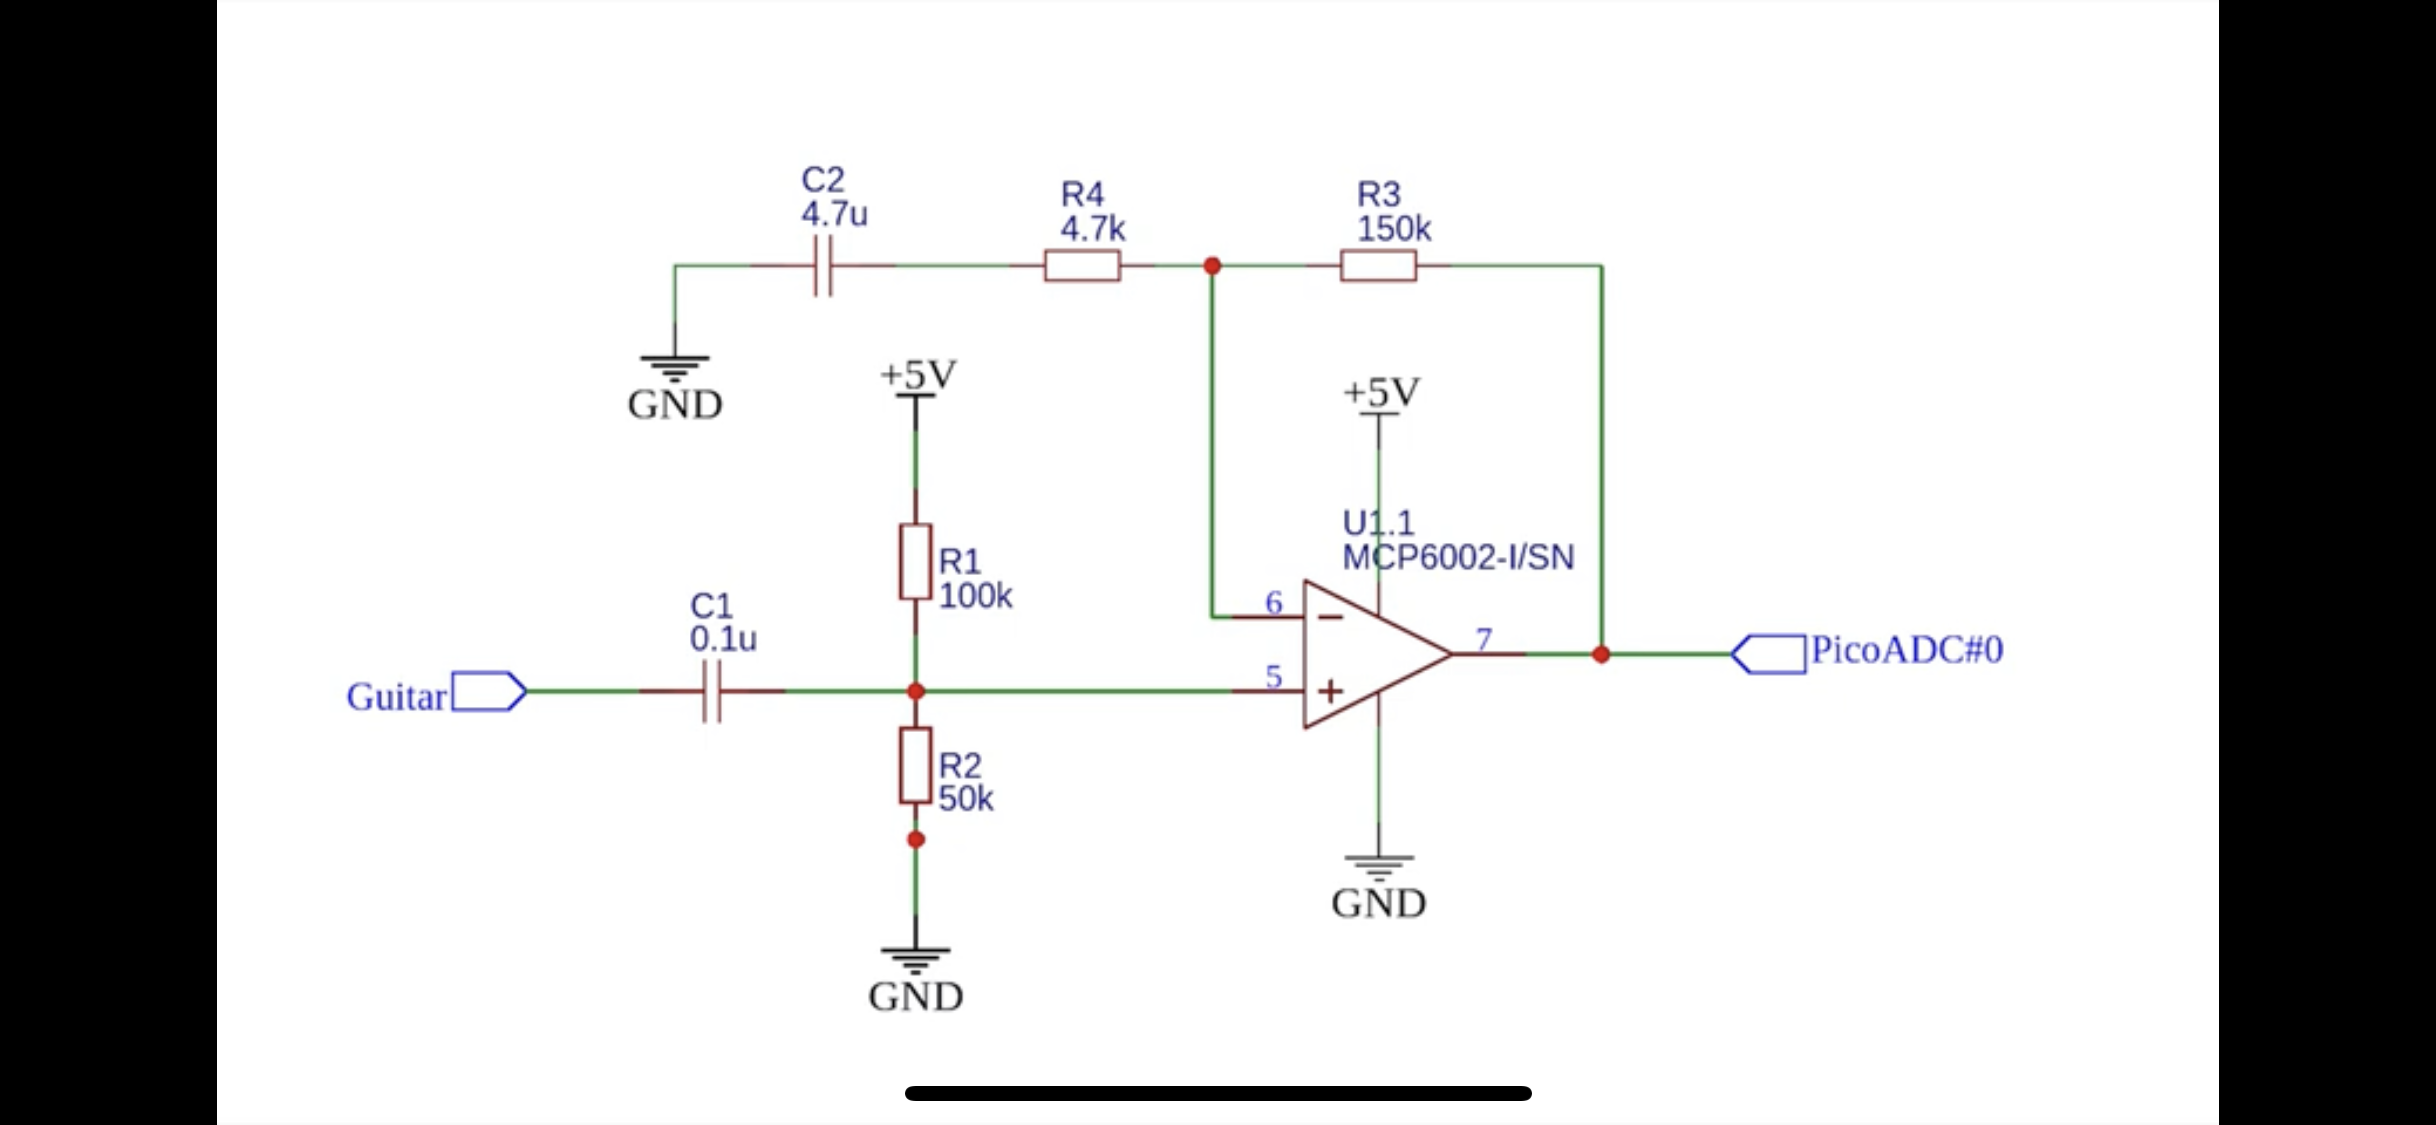 C2
4.7u
R4
4.7k
R3
150k
GND
+5V
+5V
U1.1
MCP6002-I/SN
R1
100k
C1
0.1u
6
5
7
Guitar
PicoADC#0
R2
50k
GND
GND